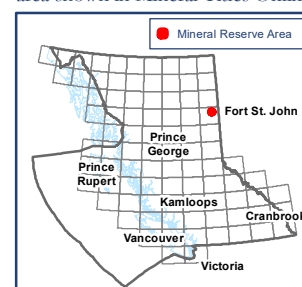 Mineral Reserve Area
Fort St. John
Prince
George
Prince
Rupert
Kamloops
Cranbrook
Vancouver
Victoria